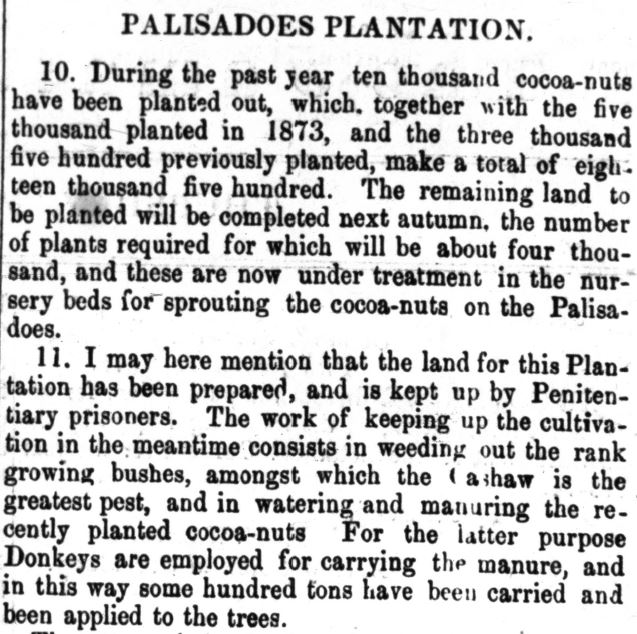 PALISADOES PLANTATION.
10. During the past year ten thousand cocoa-nuts
have been planted out, which. together with the five
thousand planted in 1873, and the three thousand
five hundred previously planted, make a total of eigh-
teen thousand five hundred. The remaining land to
be planted will be completed next autumn, the number
of plants required for which will be about four thou-
sand, and these are now under treatment in the nur-
sery beds for sprouting the cocoa-nuts on the Palisa-
does.
11. I may here mention that the land for this Plan-
tation has been prepared, and is kept up by Peniten-
tiary prisoners. The work of keeping up the cultiva-
tion in the meantime consists in weeding out the rank
growing bushes, amongst which the Cashaw is the
greatest pest, and in watering and manuring the re-
cently planted cocoa-nuts For the latter purpose
Donkeys are employed for carrying the manure, and
in this way some hundred tons have been carried and
been applied to the trees.